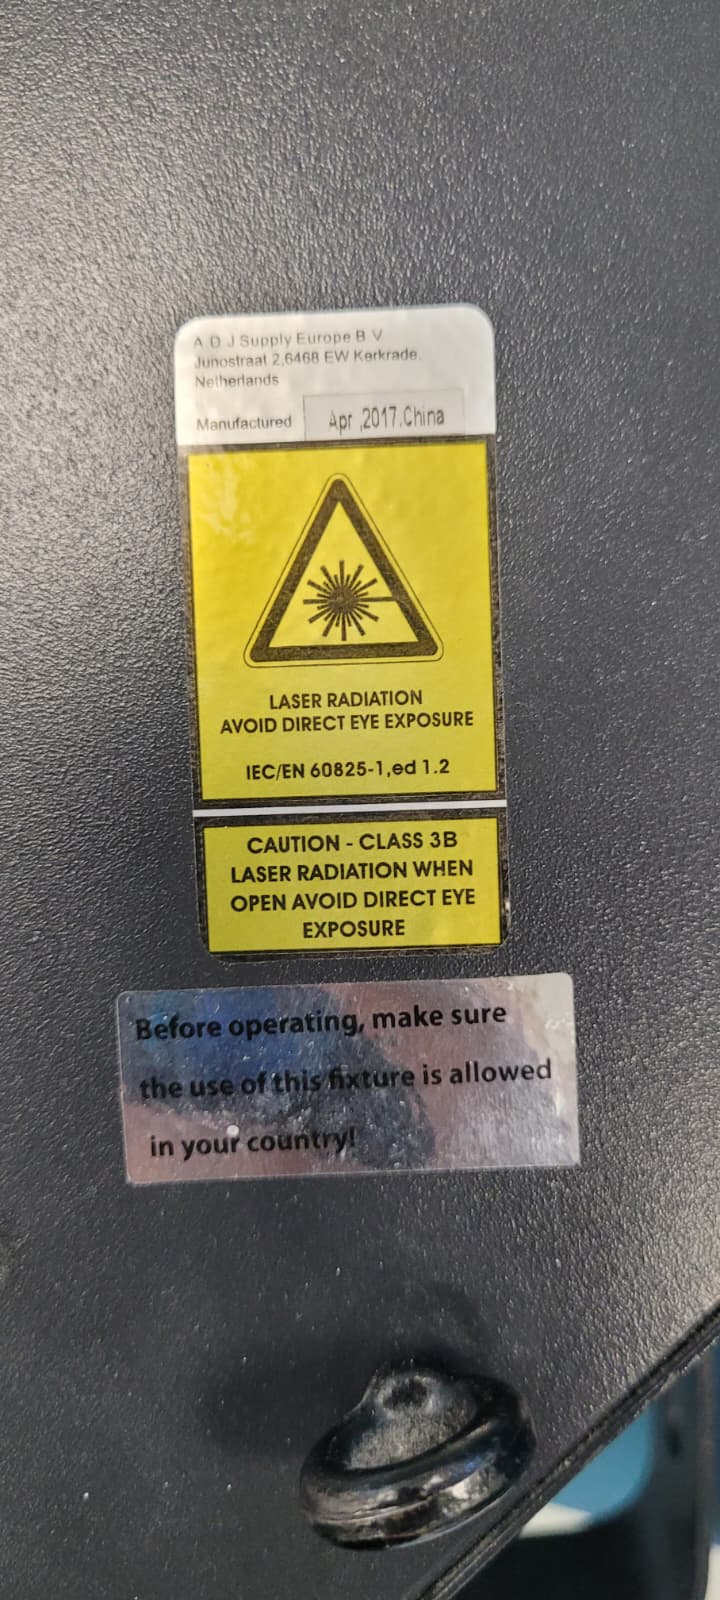 A D J Supply Europe B V
Junostraat 2,6468 EW Kerkrade.
Netherlands
Manufactured Apr ,2017.China
LASER RADIATION
AVOID DIRECT EYE EXPOSURE
IEC/EN 60825-1,ed 1.2
CAUTION - CLASS 3B
LASER RADIATION WHEN
OPEN AVOID DIRECT EYE
EXPOSURE
Before operating, make sure
the use of this fixture is allowed
in your country!